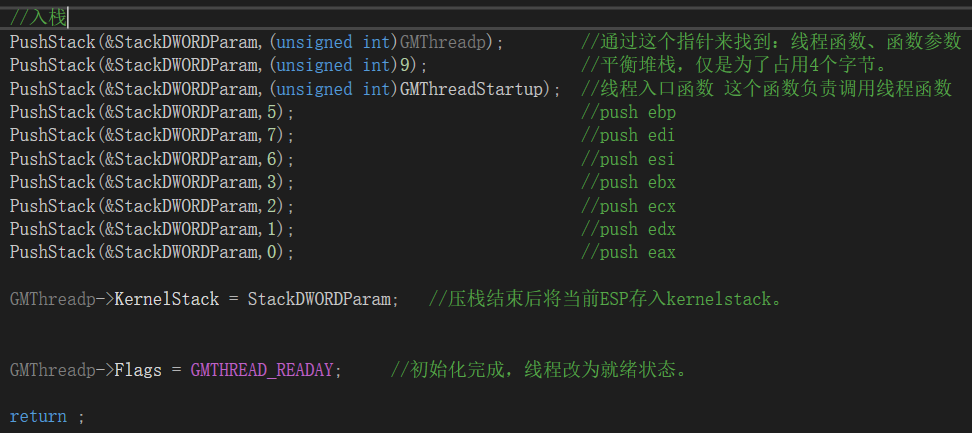 //入栈
PushStack(&StackDWORDParam,(unsigned int)GMThreadp); //通过这个指针来找到：线程函数、函数参数
PushStack(&StackDWORDParam,(unsigned int)9); //平衡堆栈，仅是为了占用4个字节。
PushStack(&StackDWORDParam,(unsigned int)GMThreadStartup); //线程入口函数 这个函数负责调用线程函数
PushStack(&StackDWORDParam,5); //push ebp
PushStack(&StackDWORDParam,7); //push edi
PushStack(&StackDWORDParam,6); //push esi
PushStack(&StackDWORDParam,3); //push ebx
PushStack(&StackDWORDParam,2); //push ecx
PushStack(&StackDWORDParam,1); //push edx
PushStack(&StackDWORDParam,0); //push eax
GMThreadp->KernelStack = StackDWORDParam; //压栈结束后将当前ESP存入kernelstack。
GMThreadp->Flags = GMTHREAD_READAY; //初始化完成，线程改为就绪状态。
return ;